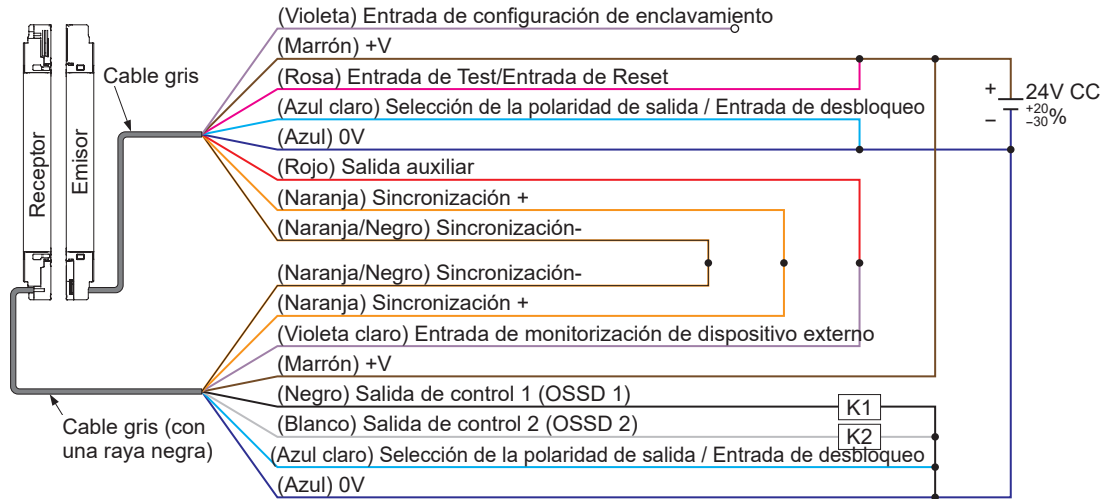 (Violeta) Entrada de configuración de enclavamiento
(Marrón) +V
Cable gris
(Rosa) Entrada de Test/Entrada de Reset
(Azul claro) Selección de la polaridad de salida / Entrada de desbloqueo
+ 24V CC
+20
−30%
−
(Azul) 0V
Receptor
Emisor
(Rojo) Salida auxiliar
(Naranja) Sincronización +
(Naranja/Negro) Sincronización-
(Naranja/Negro) Sincronización-
(Naranja) Sincronización +
(Violeta claro) Entrada de monitorización de dispositivo externo
(Marrón) +V
(Negro) Salida de control 1 (OSSD 1)
K1
Cable gris (con
una raya negra)
(Blanco) Salida de control 2 (OSSD 2)
K2
(Azul claro) Selección de la polaridad de salida / Entrada de desbloqueo
(Azul) 0V